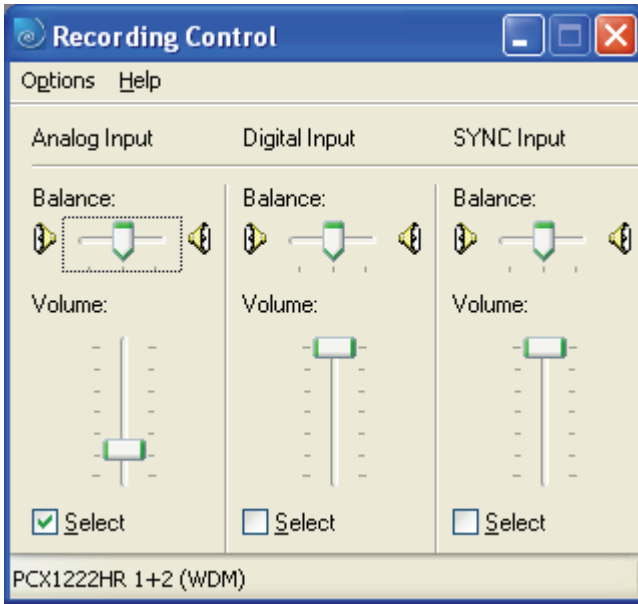 Recording Control
Options Help
Analog Input Digital Input SYNC Input
Balance: Balance: Balance:
Volume: Volume: Volume:
Select Select Select
PCX1222HR 1+2 (WDM)